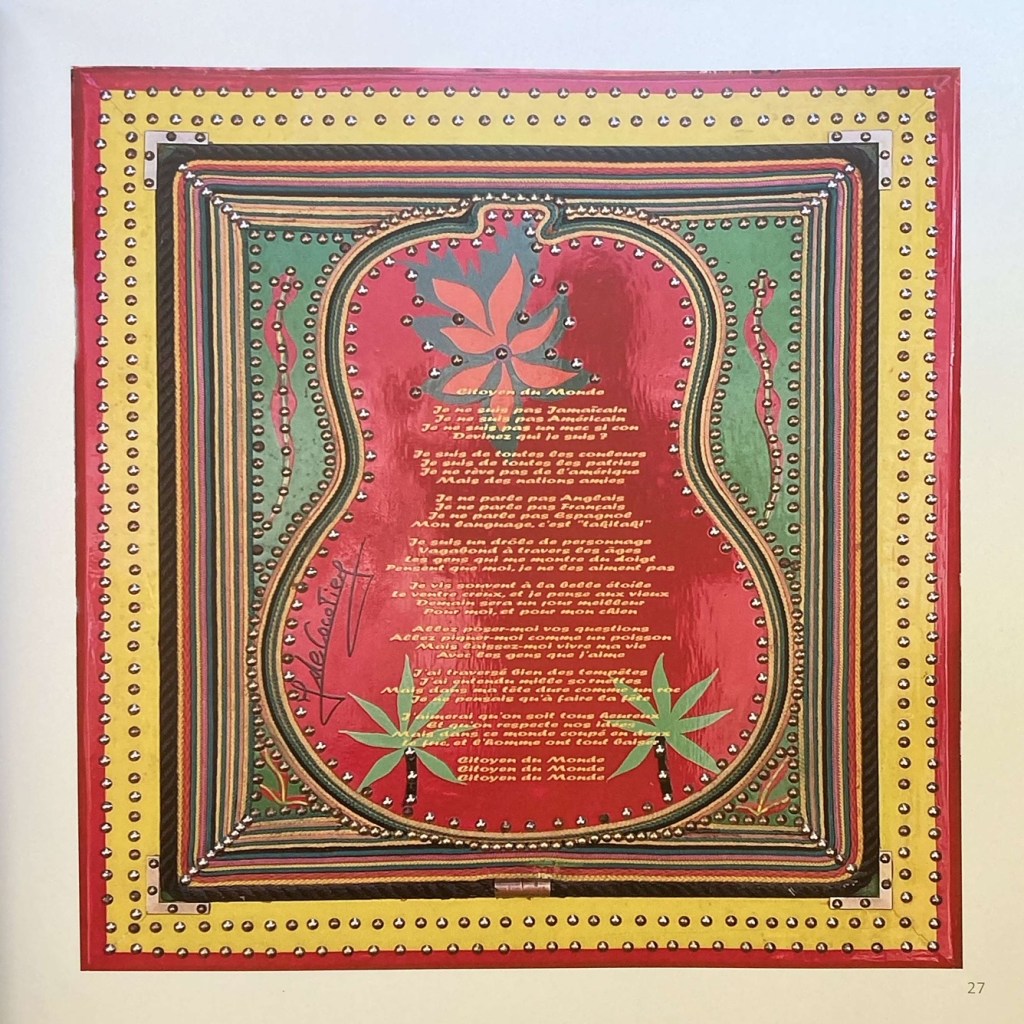 Citoyen du Monde
Je ne suis pas Jamaïcain
Je ne suis pas Américain
Je ne suis pas un mec si con
Devinez qui je suis ?
Je suis de toutes les couleurs
Je suis de toutes les patries
Je ne rêve pas de l'amérique
Mais des nations amies
Je ne parle pas Anglais
Je ne parle pas Français
Je ne parle pas Espagnol
Mon language, c'est "takitaki"
Je suis un drôle de personnage
Vagabond à travers les âges
Les gens qui me montre du doigt
Pensent que moi, je ne les aiment pas
Je vis souvent à la belle étoile
Le ventre creux, et je pense aux vieux
Demain sera un jour meilleur
Pour moi, et pour mon chien
Allez poser-moi vos questions
Allez piquer-moi comme un poisson
Mais laissez-moi vivre ma vie
Avec les gens que j'aime
J'ai traversé bien des tempêtes
J'ai entendu mille sornettes
Mais dans ma tête dure comme un roc
Je ne pensais qu'à faire la fête
J'aimerai qu'on soit tous heureux
Et qu'on respecte nos idées
Mais dans ce monde coupé en deux
Le fric, et l'homme ont tout baisé
Citoyen du Monde
Citoyen du Monde
Citoyen du Monde
27